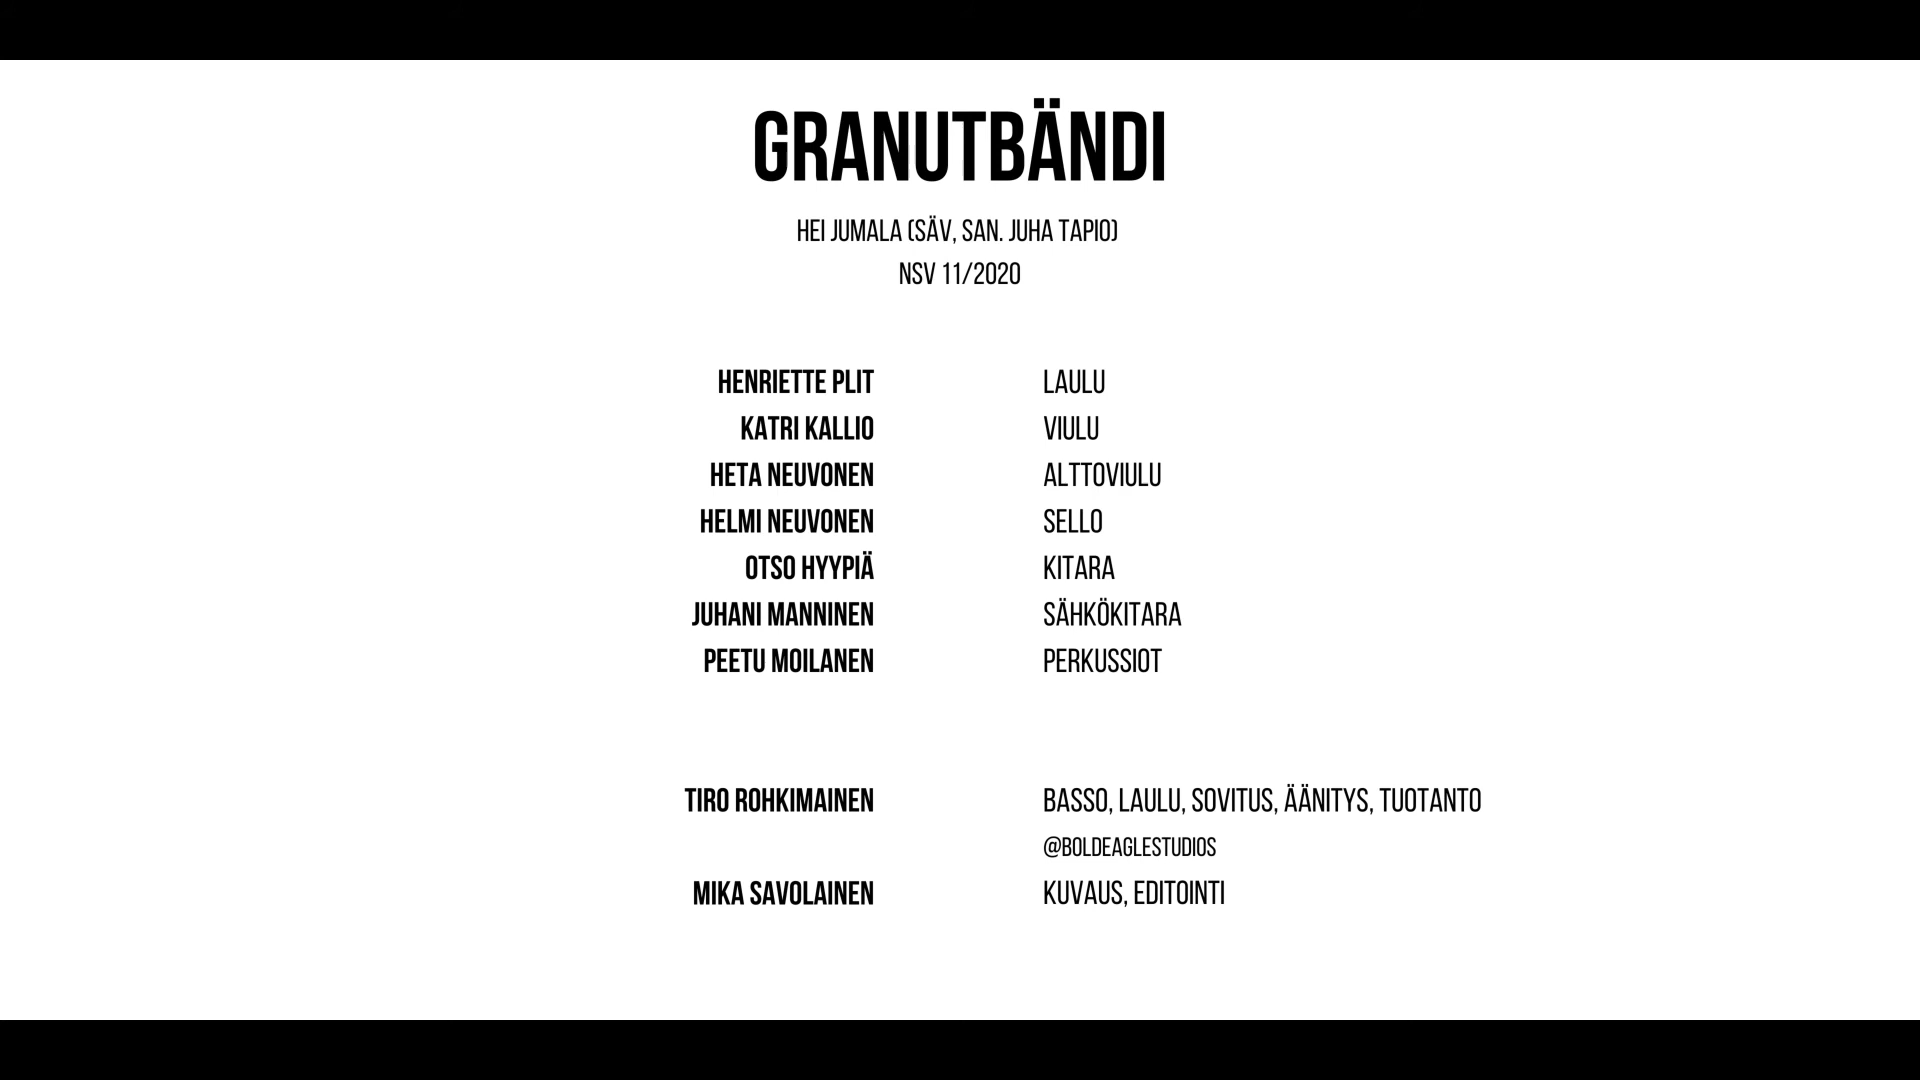 GRANUTBÄNDI
HEI JUMALA (SÄV, SAN. JUHA TAPIO)
NSV 11/2020
HENRIETTE PLIT LAULU
KATRI KALLIO VIULU
HETA NEUVONEN ALTTOVIULU
HELMI NEUVONEN SELLO
OTSO HYYPIÄ KITARA
JUHANI MANNINEN SÄHKÖKITARA
PEETU MOILANEN PERKUSSIOT
TIRO ROHKIMAINEN BASSO, LAULU, SOVITUS, ÄÄNITYS, TUOTANTO
@BOLDEAGLESTUDIOS
MIKA SAVOLAINEN KUVAUS, EDITOINTI